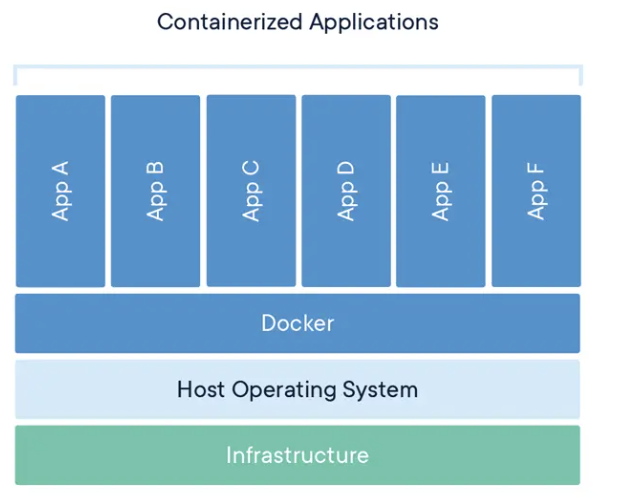 Containerized Applications
App A
App B
App C
App D
App E
App F
Docker
Host Operating System
Infrastructure